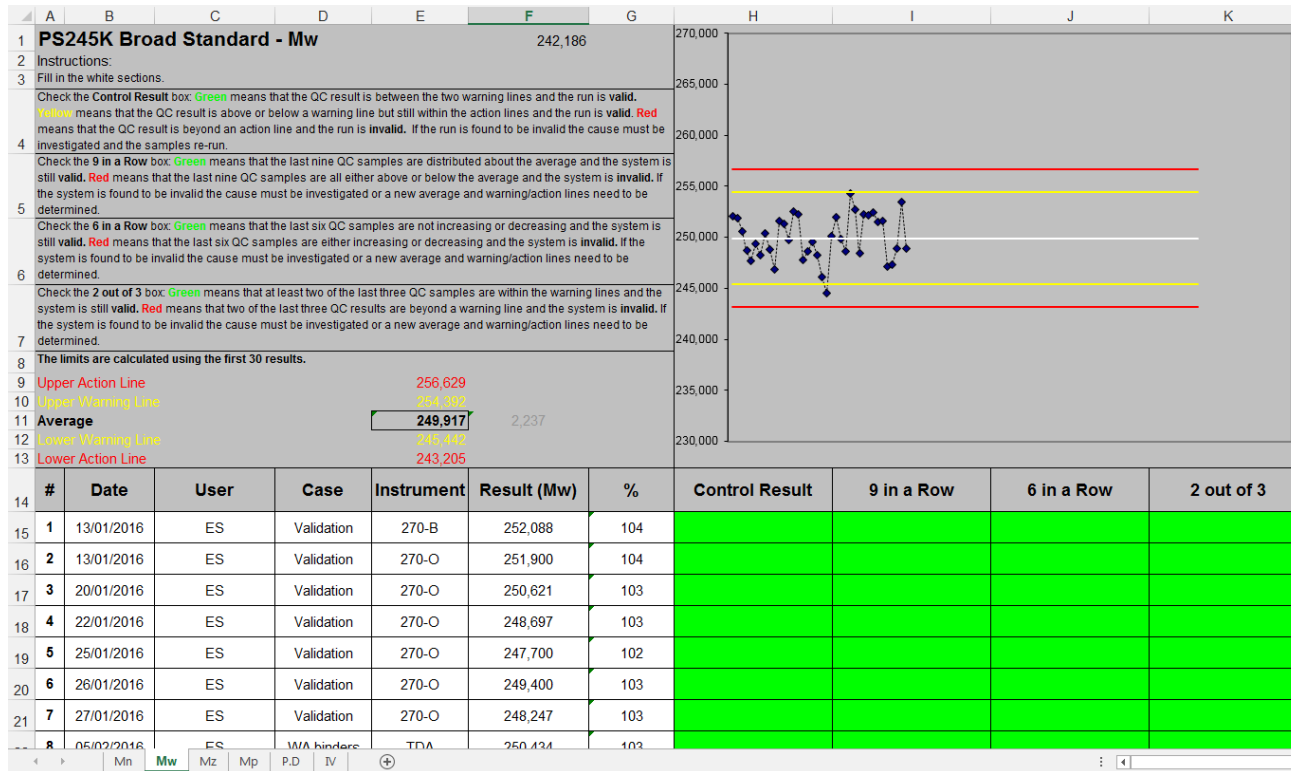 A B C D E F G H I J K
1 PS245K Broad Standard - Mw 242,186
2 Instructions:
3 Fill in the white sections.
Check the Control Result box: Green means that the QC result is between the two warning lines and the run is valid.
Yellow means that the QC result is above or below a warning line but still within the action lines and the run is valid. Red
means that the QC result is beyond an action line and the run is invalid. If the run is found to be invalid the cause must be
4 investigated and the samples re-run.
Check the 9 in a Row box: Green means that the last nine QC samples are distributed about the average and the system is
still valid. Red means that the last nine QC samples are all either above or below the average and the system is invalid. If
the system is found to be invalid the cause must be investigated or a new average and warning/action lines need to be
5 determined.
Check the 6 in a Row box: Green means that the last six QC samples are not increasing or decreasing and the system is
still valid. Red means that the last six QC samples are either increasing or decreasing and the system is invalid. If the
system is found to be invalid the cause must be investigated or a new average and warning/action lines need to be
6 determined.
Check the 2 out of 3 box: Green means that at least two of the last three QC samples are within the warning lines and the
system is still valid. Red means that two of the last three QC results are beyond a warning line and the system is invalid. If
the system is found to be invalid the cause must be investigated or a new average and warning/action lines need to be
7 determined.
8 The limits are calculated using the first 30 results.
9 Upper Action Line 256,629
10 Upper Warning Line 254,392
11 Average 249,917 2,237
12 Lower Warning Line 245,442
13 Lower Action Line 243,205
270,000
265,000
260,000
255,000
250,000
245,000
240,000
235,000
230,000
14 # Date User Case Instrument Result (Mw) % Control Result 9 in a Row 6 in a Row 2 out of 3
15 1 13/01/2016 ES Validation 270-B 252,088 104
16 2 13/01/2016 ES Validation 270-O 251,900 104
17 3 20/01/2016 ES Validation 270-O 250,621 103
18 4 22/01/2016 ES Validation 270-O 248,697 103
19 5 25/01/2016 ES Validation 270-O 247,700 102
20 6 26/01/2016 ES Validation 270-O 249,400 103
21 7 27/01/2016 ES Validation 270-O 248,247 103
8 05/02/2016 ES WA binders TDA 250,434 103
Mn Mw Mz Mp P.D IV